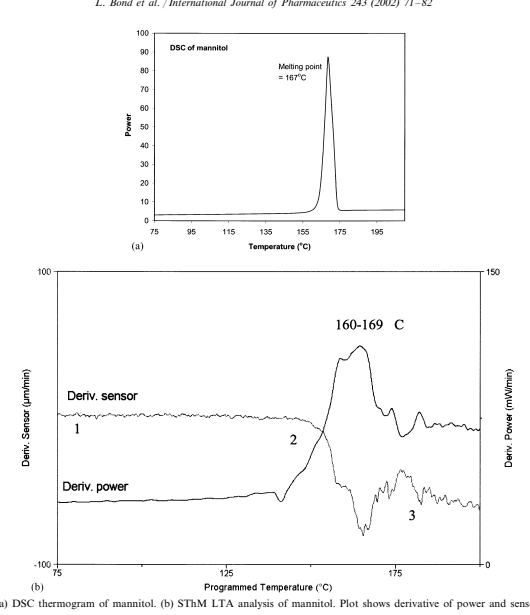 L. Bond et al. / International Journal of Pharmaceutics 243 (2002) 71–82
100
90
80
70
60
50
40
30
20
10
0
Power
DSC of mannitol
Melting point
= 167°C
75 95 115 135 155 175 195
(a)
Temperature (°C)
100
150
160-169 C
Deriv. sensor
1
2
Deriv. power
3
Deriv. Sensor (µm/min)
Deriv. Power (mW/min)
-100
0
75 125 175
(b)
Programmed Temperature (°C)
a) DSC thermogram of mannitol. (b) SThM LTA analysis of mannitol. Plot shows derivative of power and sens